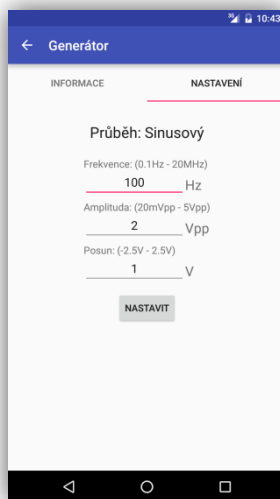 10:43
Generátor
INFORMACE NASTAVENÍ
Průběh: Sinusový
Frekvence: (0.1Hz - 20MHz)
100 Hz
Amplituda: (20mVpp - 5Vpp)
2 Vpp
Posun: (-2.5V - 2.5V)
1 V
NASTAVIT